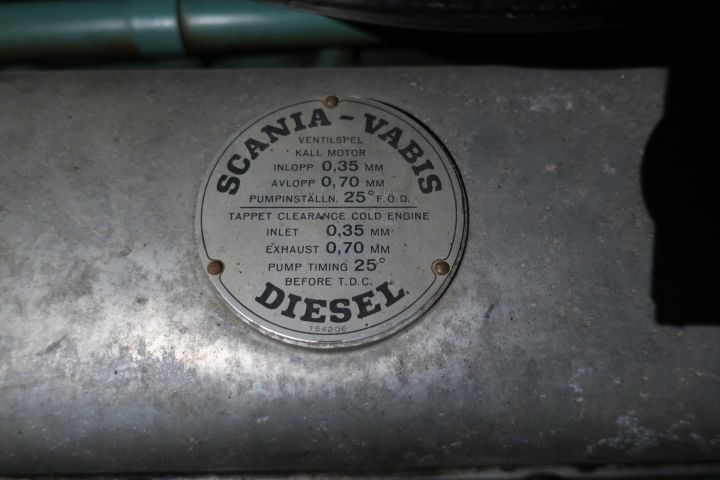 SCANIA-VABIS
VENTILSPEL
KALL MOTOR
INLOPP 0,35 MM
AVLOPP 0,70 MM
PUMPINSTÄLLN. 25° F.Ö.D.
TAPPET CLEARANCE COLD ENGINE
INLET 0,35 MM
EXHAUST 0,70 MM
PUMP TIMING 25°
BEFORE T.D.C.
DIESEL
154206